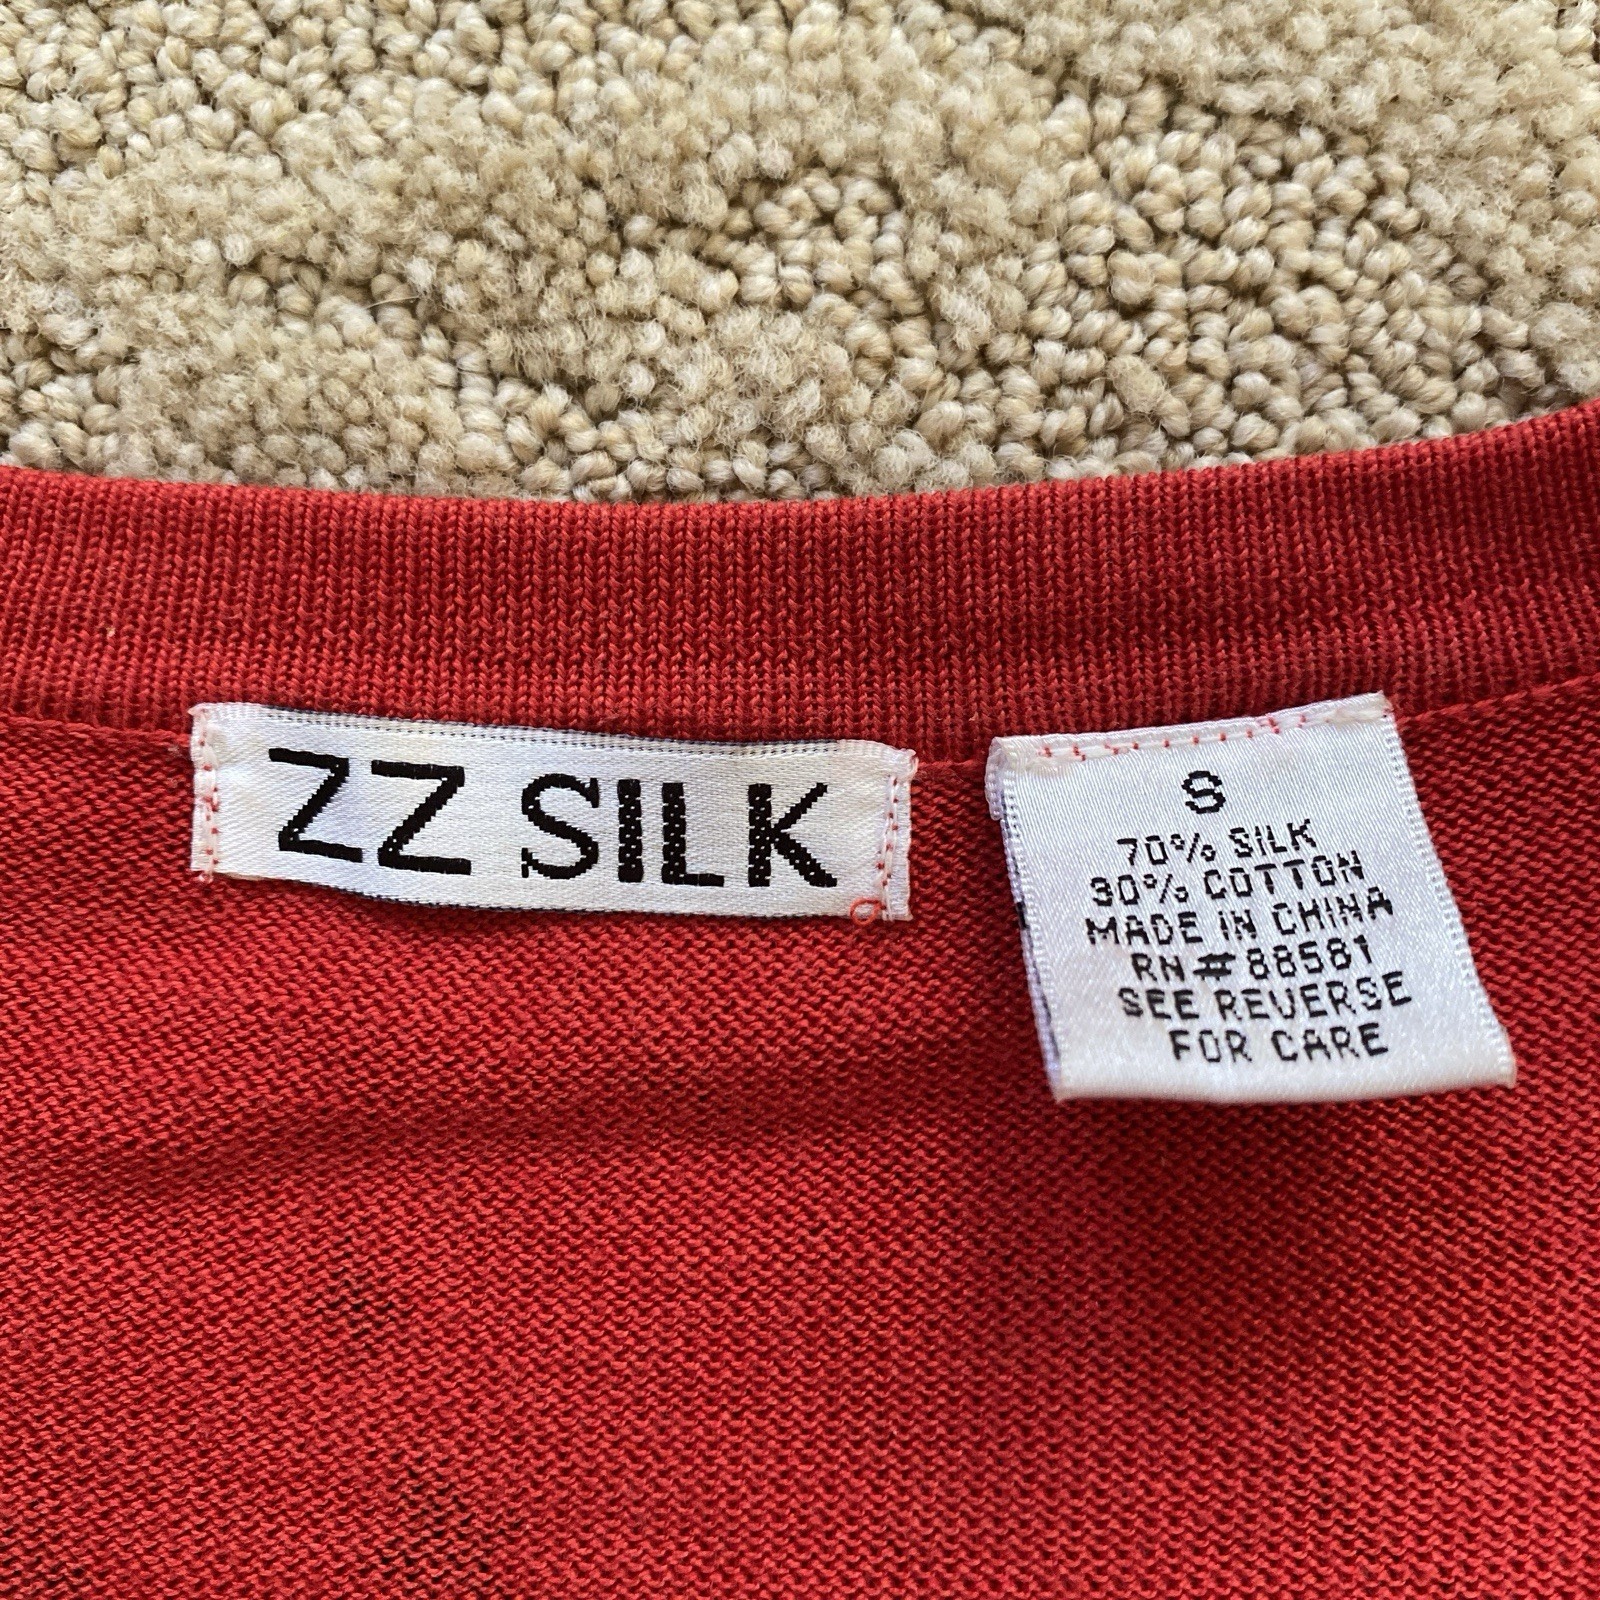 ZZ SILK
S
70% SILK
30% COTTON
MADE IN CHINA
RN#88581
SEE REVERSE
FOR CARE